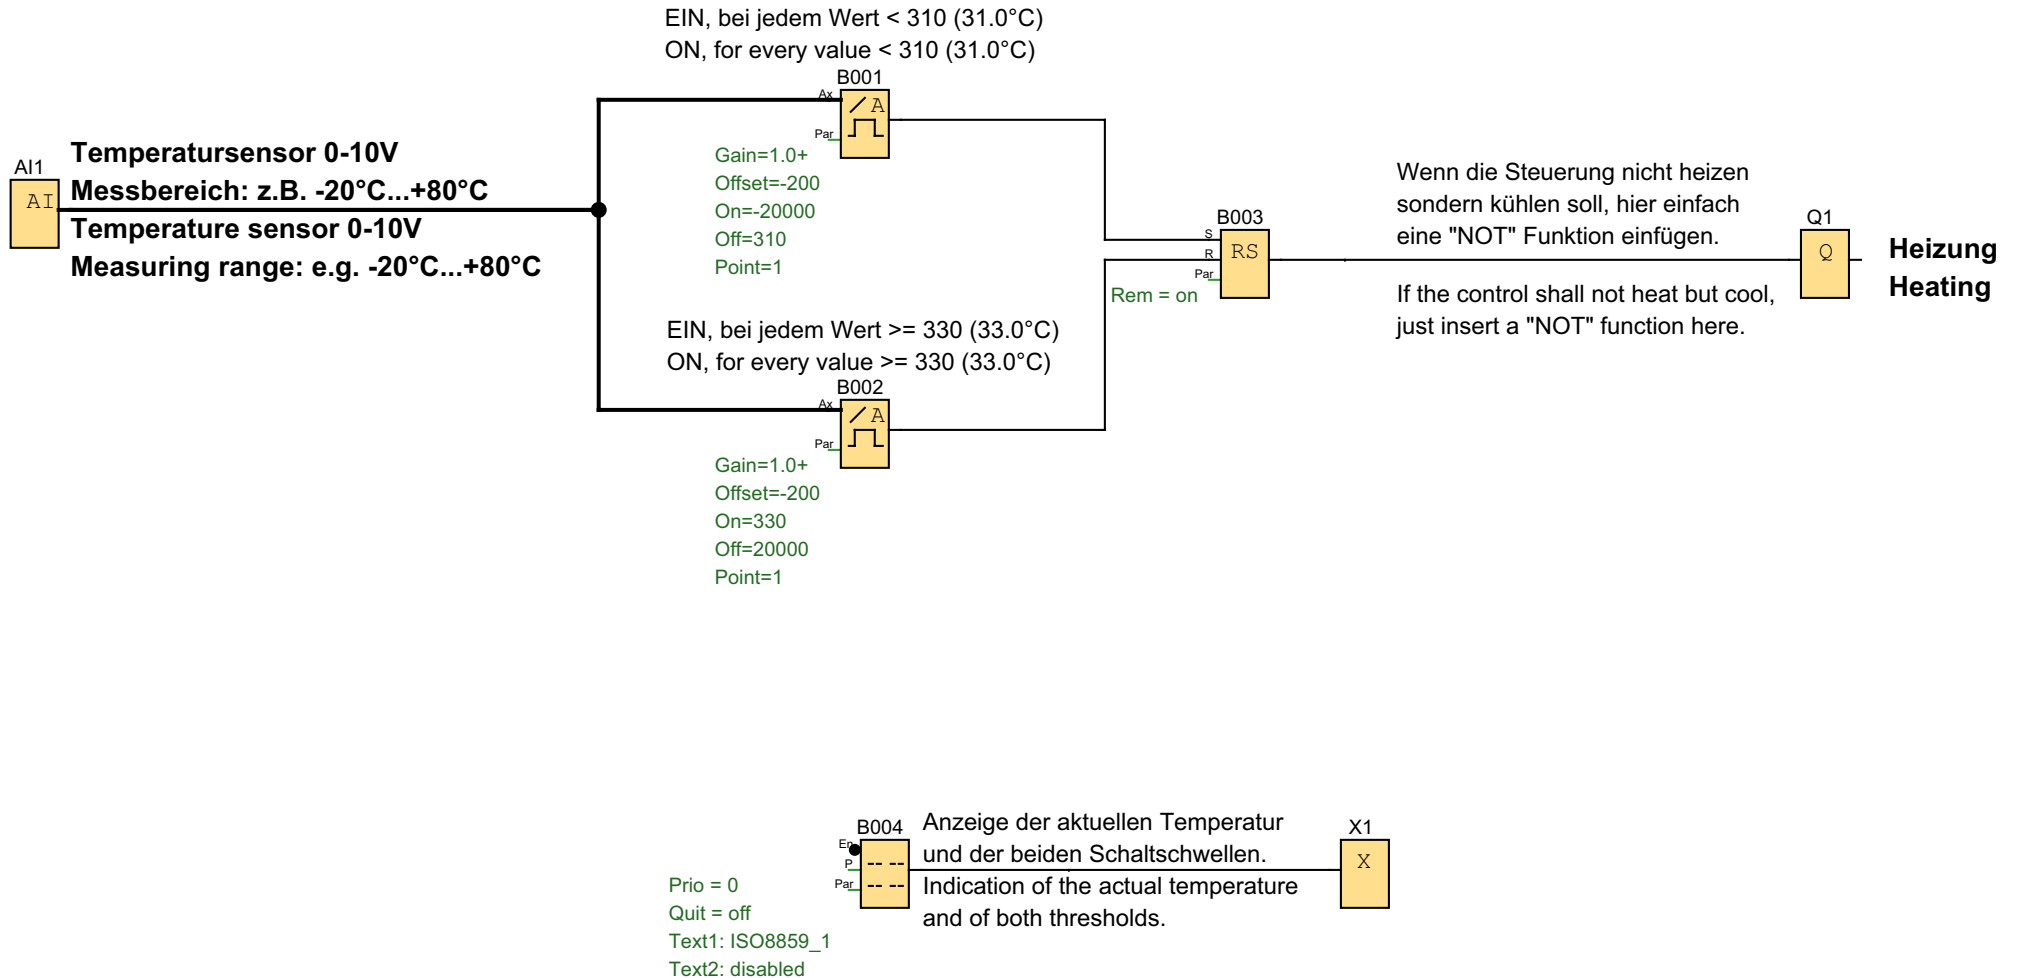 EIN, bei jedem Wert < 310 (31.0°C)
ON, for every value < 310 (31.0°C)
B001
Ax
A
Par
Gain=1.0+
Offset=-200
On=-20000
Off=310
Point=1
AI1
AI
Temperatursensor 0-10V
Messbereich: z.B. -20°C...+80°C
Temperature sensor 0-10V
Measuring range: e.g. -20°C...+80°C
EIN, bei jedem Wert >= 330 (33.0°C)
ON, for every value >= 330 (33.0°C)
B002
Ax
A
Par
Gain=1.0+
Offset=-200
On=330
Off=20000
Point=1
B003
S
R
RS
Par
Rem = on
Wenn die Steuerung nicht heizen
sondern kühlen soll, hier einfach
eine "NOT" Funktion einfügen.
If the control shall not heat but cool,
just insert a "NOT" function here.
Q1
Q
Heizung
Heating
B004
En
P
Par
Prio = 0
Quit = off
Text1: ISO8859_1
Text2: disabled
Anzeige der aktuellen Temperatur
und der beiden Schaltschwellen.
Indication of the actual temperature
and of both thresholds.
X1
X